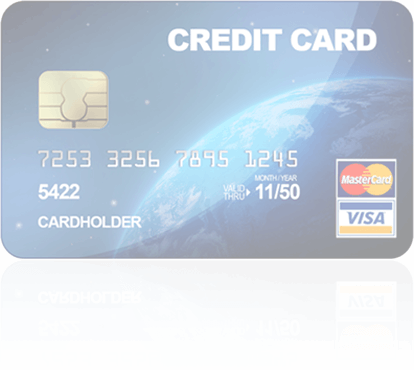 CREDIT CARD
7253 3256 7895 1245
MONTH/YEAR
5422 VALID THRU 11/50
CARDHOLDER
MasterCard
VISA